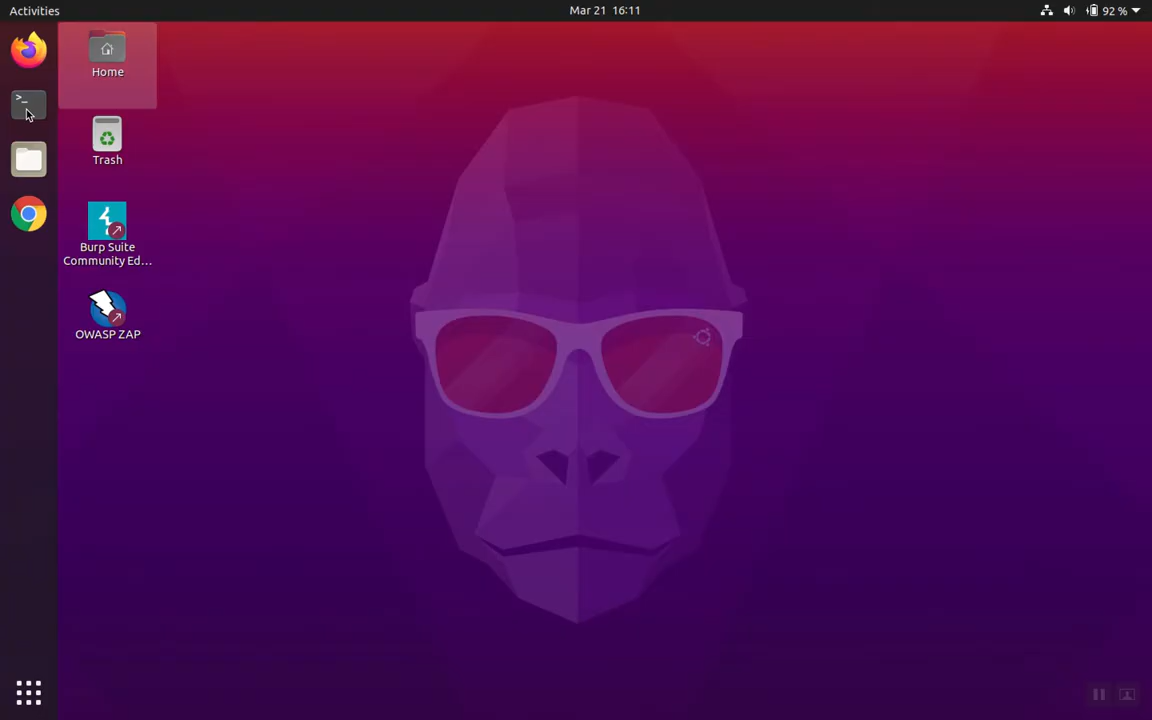 Activities
Mar 21 16:11
92 %
Home
>_
Trash
Burp Suite
Community Ed...
OWASP ZAP